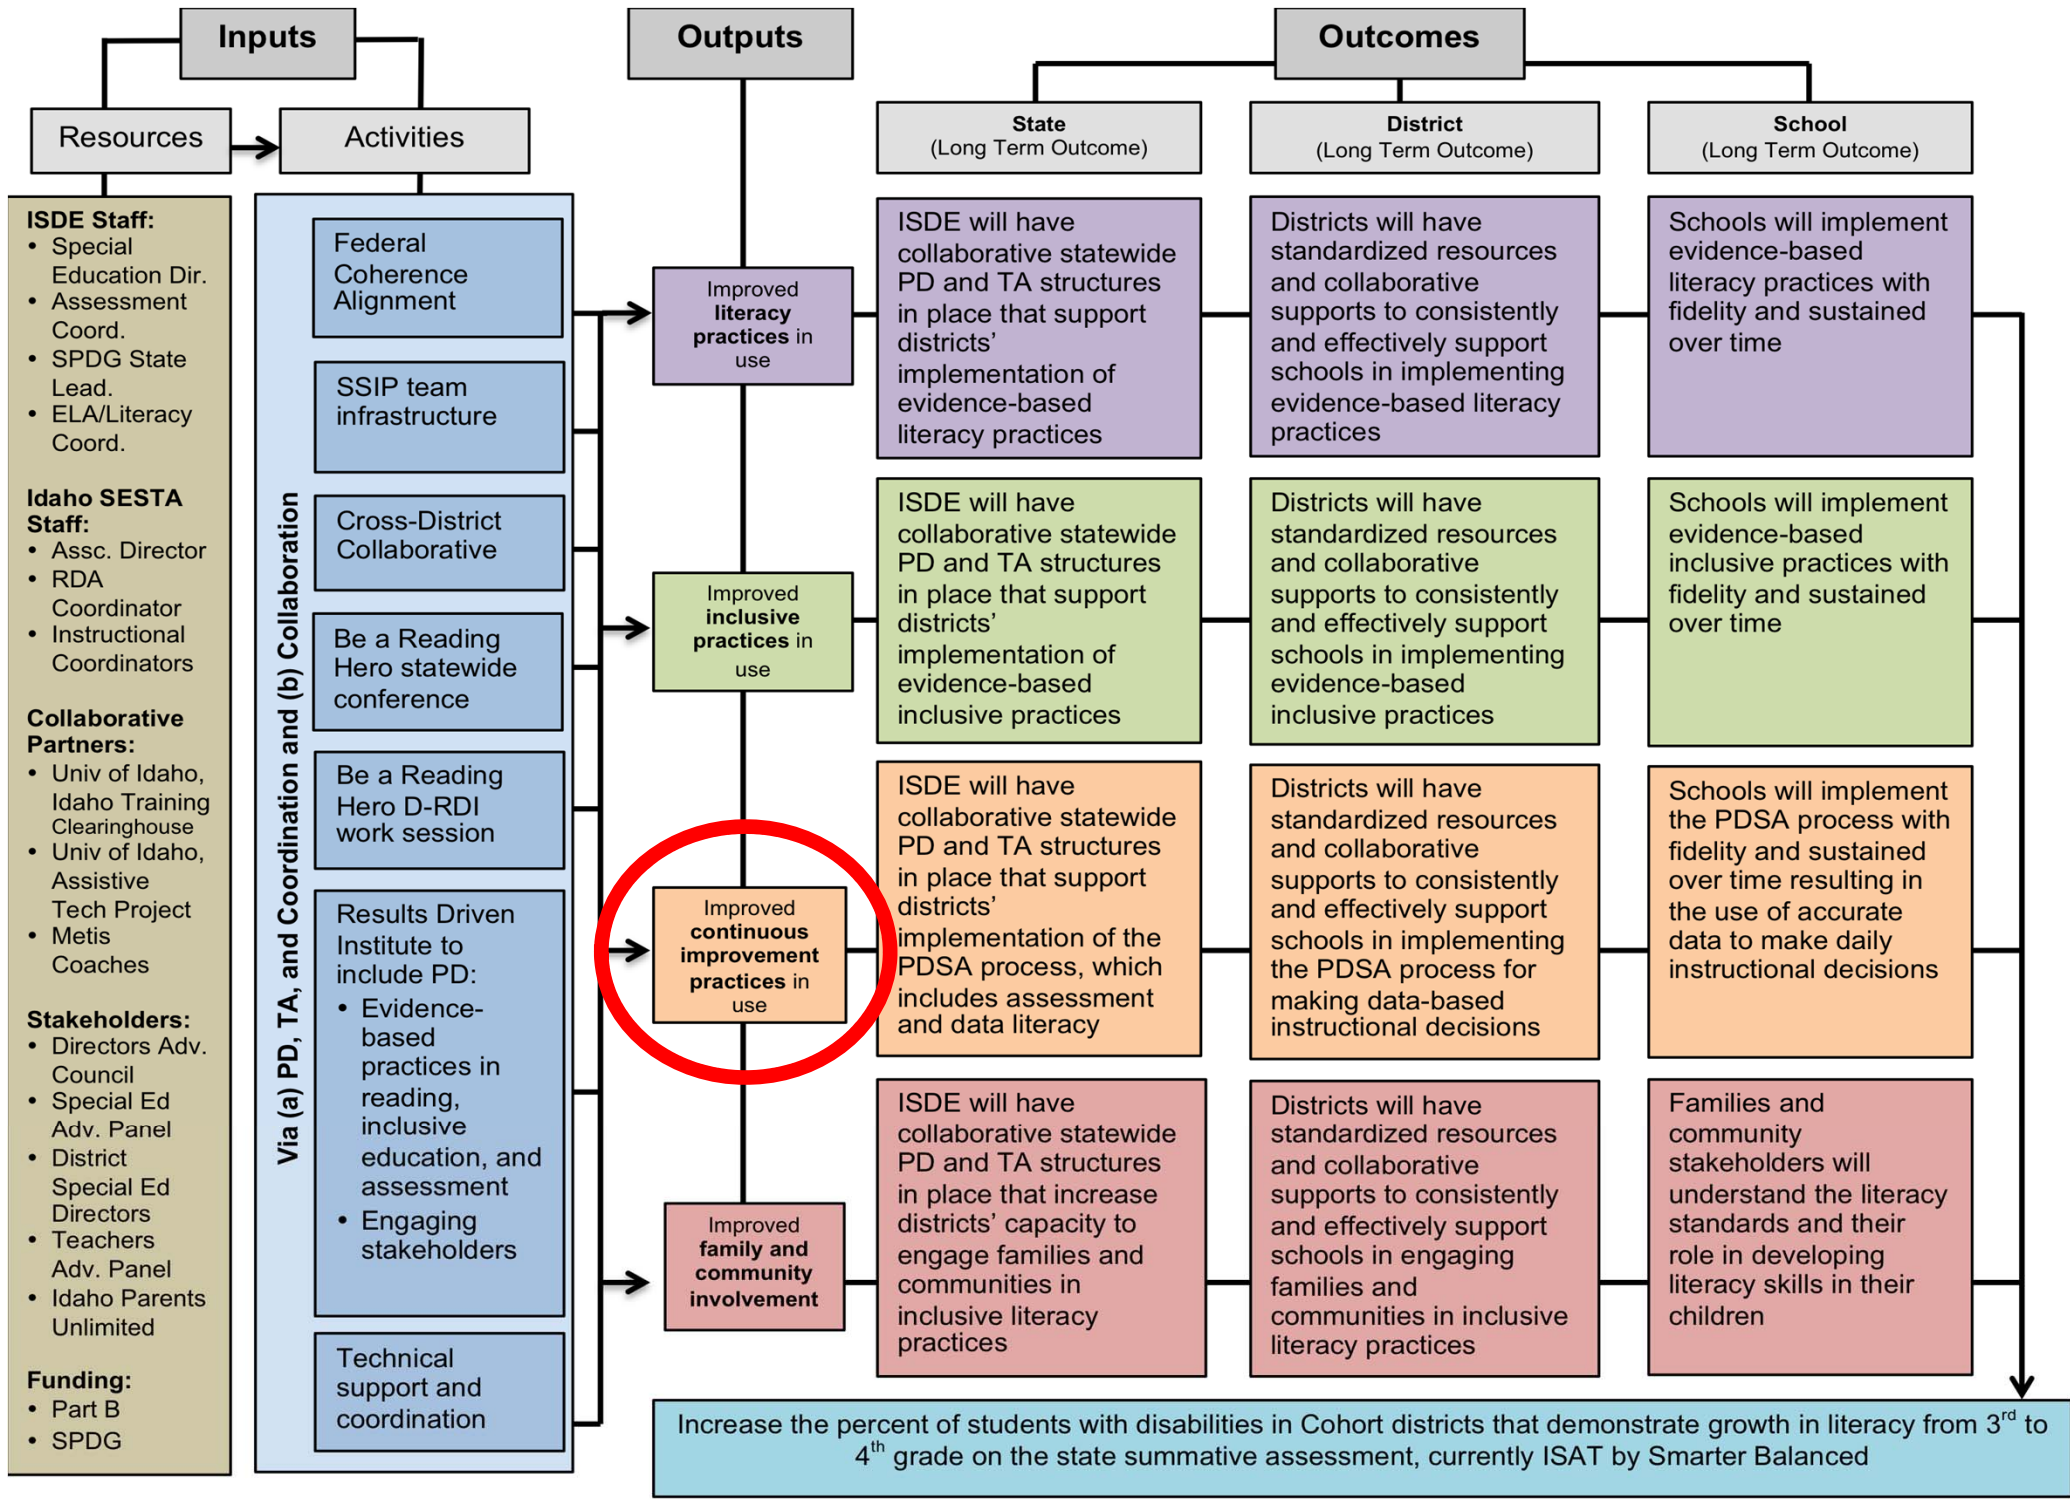 Inputs
Outputs
Outcomes
Resources
Activities
State
(Long Term Outcome)
District
(Long Term Outcome)
School
(Long Term Outcome)
ISDE Staff:
• Special
Education Dir.
• Assessment
Coord.
• SPDG State
Lead.
• ELA/Literacy
Coord.
Idaho SESTA
Staff:
• Assc. Director
• RDA
Coordinator
• Instructional
Coordinators
Collaborative
Partners:
• Univ of Idaho,
Idaho Training
Clearinghouse
• Univ of Idaho,
Assistive
Tech Project
• Metis
Coaches
Stakeholders:
• Directors Adv.
Council
• Special Ed
Adv. Panel
• District
Special Ed
Directors
• Teachers
Adv. Panel
• Idaho Parents
Unlimited
Funding:
• Part B
• SPDG
Via (a) PD, TA, and Coordination and (b) Collaboration
Federal
Coherence
Alignment
SSIP team
infrastructure
Cross-District
Collaborative
Be a Reading
Hero statewide
conference
Be a Reading
Hero D-RDI
work session
Results Driven
Institute to
include PD:
• Evidence-
based
practices in
reading,
inclusive
education, and
assessment
• Engaging
stakeholders
Technical
support and
coordination
Improved
literacy
practices in
use
ISDE will have
collaborative statewide
PD and TA structures
in place that support
districts’
implementation of
evidence-based
literacy practices
Districts will have
standardized resources
and collaborative
supports to consistently
and effectively support
schools in implementing
evidence-based literacy
practices
Schools will implement
evidence-based
literacy practices with
fidelity and sustained
over time
Improved
inclusive
practices in
use
ISDE will have
collaborative statewide
PD and TA structures
in place that support
districts’
implementation of
evidence-based
inclusive practices
Districts will have
standardized resources
and collaborative
supports to consistently
and effectively support
schools in implementing
evidence-based
inclusive practices
Schools will implement
evidence-based
inclusive practices with
fidelity and sustained
over time
Improved
continuous
improvement
practices in
use
ISDE will have
collaborative statewide
PD and TA structures
in place that support
districts’
implementation of the
PDSA process, which
includes assessment
and data literacy
Districts will have
standardized resources
and collaborative
supports to consistently
and effectively support
schools in implementing
the PDSA process for
making data-based
instructional decisions
Schools will implement
the PDSA process with
fidelity and sustained
over time resulting in
the use of accurate
data to make daily
instructional decisions
Improved
family and
community
involvement
ISDE will have
collaborative statewide
PD and TA structures
in place that increase
districts’ capacity to
engage families and
communities in
inclusive literacy
practices
Districts will have
standardized resources
and collaborative
supports to consistently
and effectively support
schools in engaging
families and
communities in inclusive
literacy practices
Families and
community
stakeholders will
understand the literacy
standards and their
role in developing
literacy skills in their
children
Increase the percent of students with disabilities in Cohort districts that demonstrate growth in literacy from 3rd to
4th grade on the state summative assessment, currently ISAT by Smarter Balanced